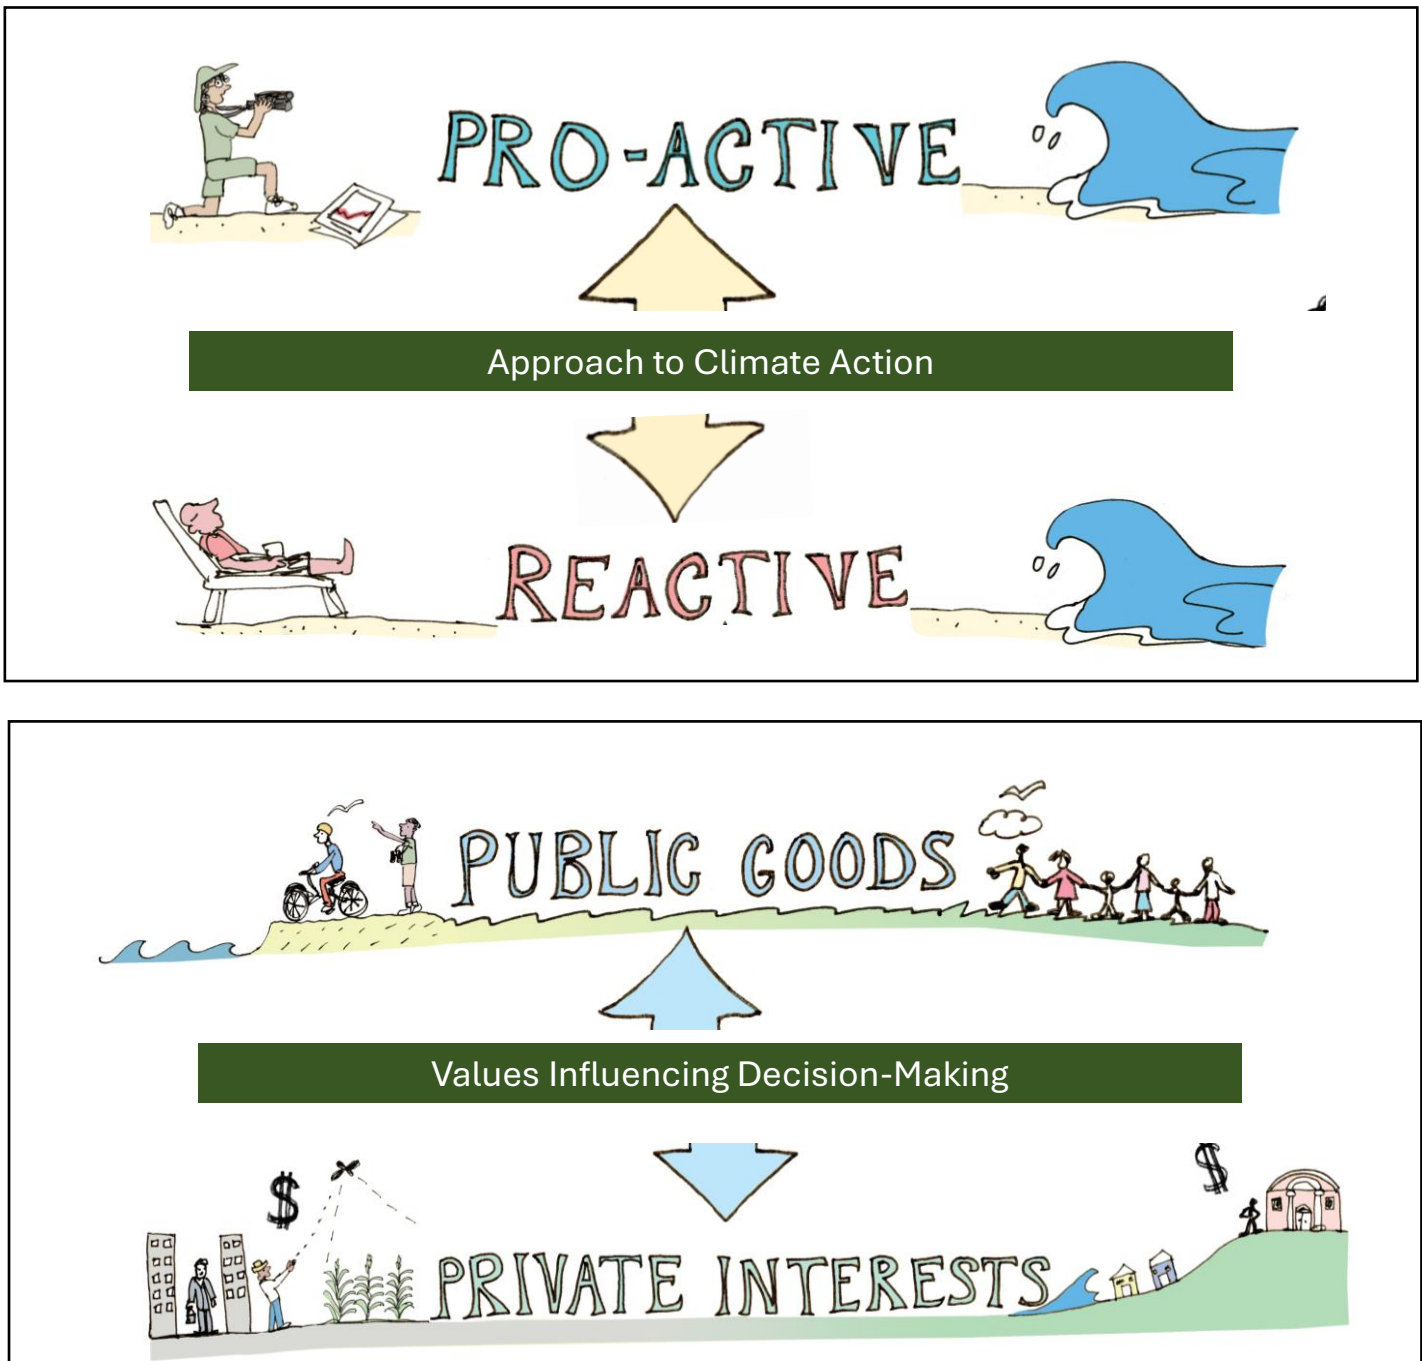 PRO-ACTIVE
Approach to Climate Action
REACTIVE
PUBLIC GOODS
Values Influencing Decision-Making
$
$
PRIVATE INTERESTS